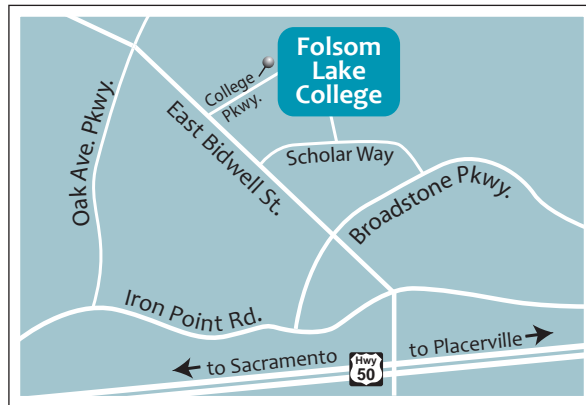 Folsom
Lake
College
College
Pkwy.
East Bidwell St.
Scholar Way
Oak Ave. Pkwy.
Broadstone Pkwy.
Iron Point Rd.
to Sacramento
Hwy
50
to Placerville